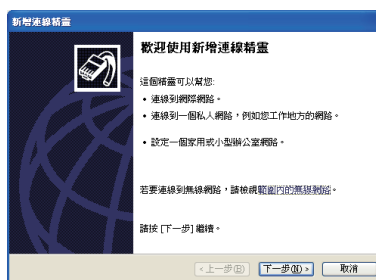 新增連線精靈
歡迎使用新增連線精靈
這個精靈可以幫您:
• 連線到網際網路。
• 連線到一個私人網路，例如您工作地方的網路。
• 設定一個家用或小型辦公室網路。
若要連線到無線網路，請檢視範圍內的無線網路。
請按 [下一步] 繼續。
<上一步(B) 下一步(N)> 取消